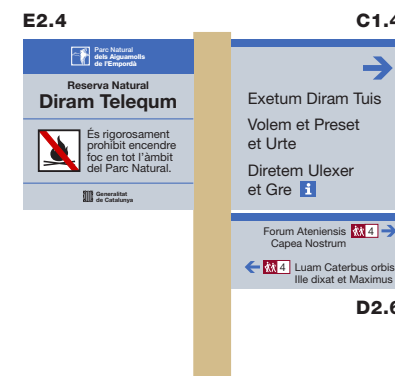 E2.4
C1.4
Parc Natural
dels Aiguamolls
de l'Empordà
Reserva Natural
Diram Telequm
És rigorosament
prohibit encendre
foc en tot l'àmbit
del Parc Natural.
Generalitat
de Catalunya
Exetum Diram Tuis
Volem et Preset
et Urte
Diretem Ulexer
et Gre i
Forum Ateniensis 4
Capea Nostrum
4 Luam Caterbus orbis
Ille dixat et Maximus
D2.6